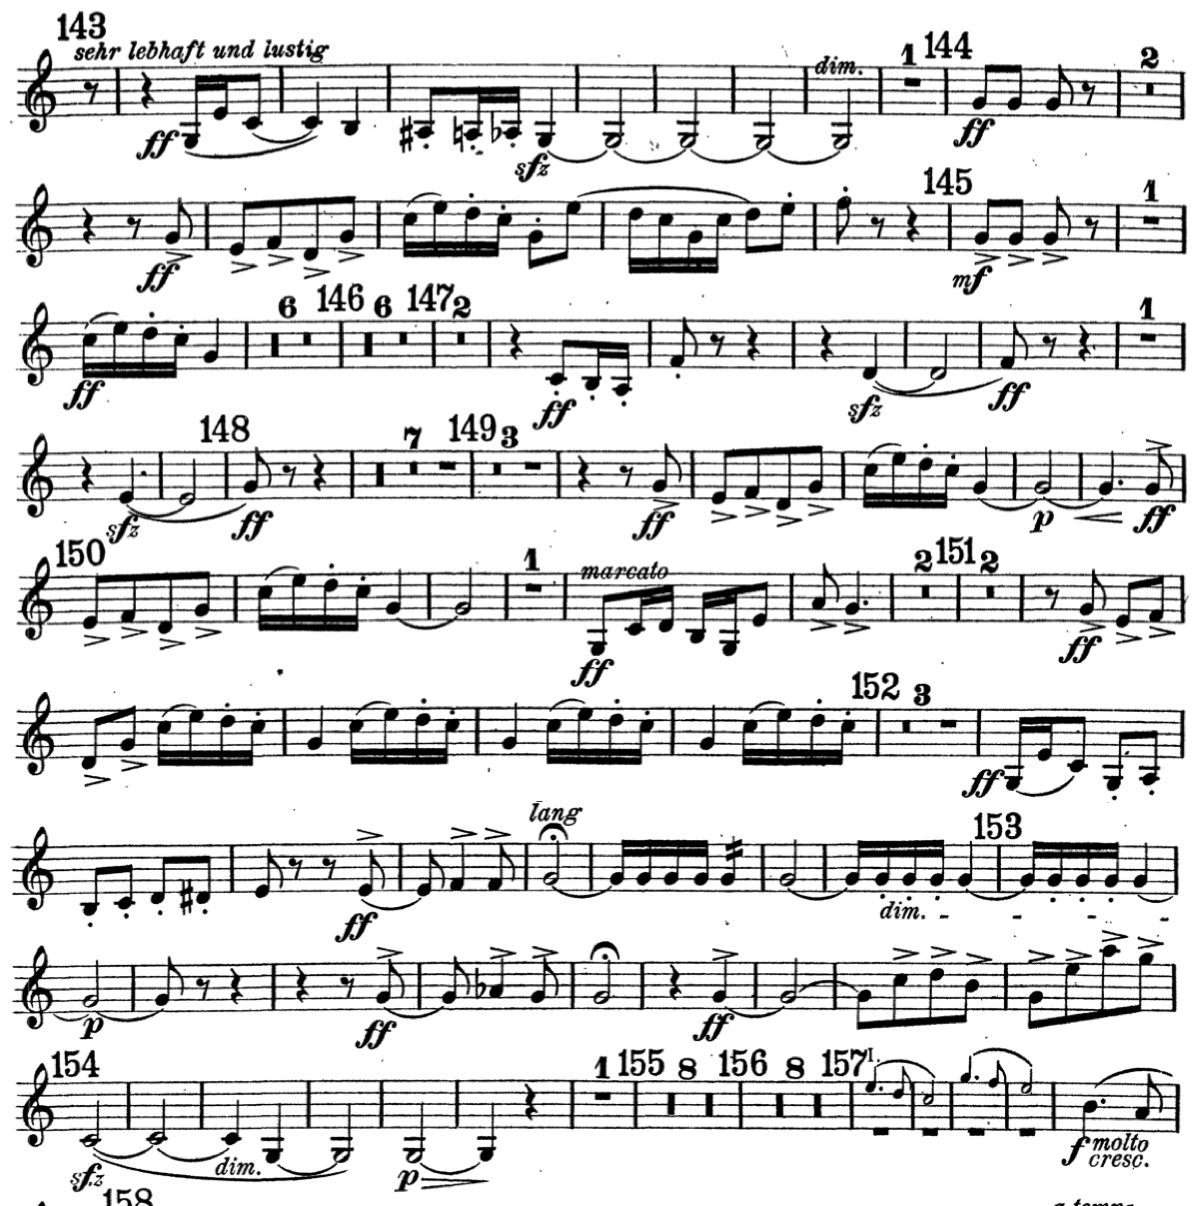 143
sehr lebhaft und lustig
dim. 1 144 2
ff sfz ff
145 1
ff mf
6 146 6 147 2 1
ff ff sfz ff
148 7 149 3
sfz ff ff p ff
150 1 marcato 2 151 2
ff ff
152 3
ff
lang 153
ff dim.
p ff ff
154 1 155 8 156 8 157 I.
sfz dim. p f molto cresc.
158